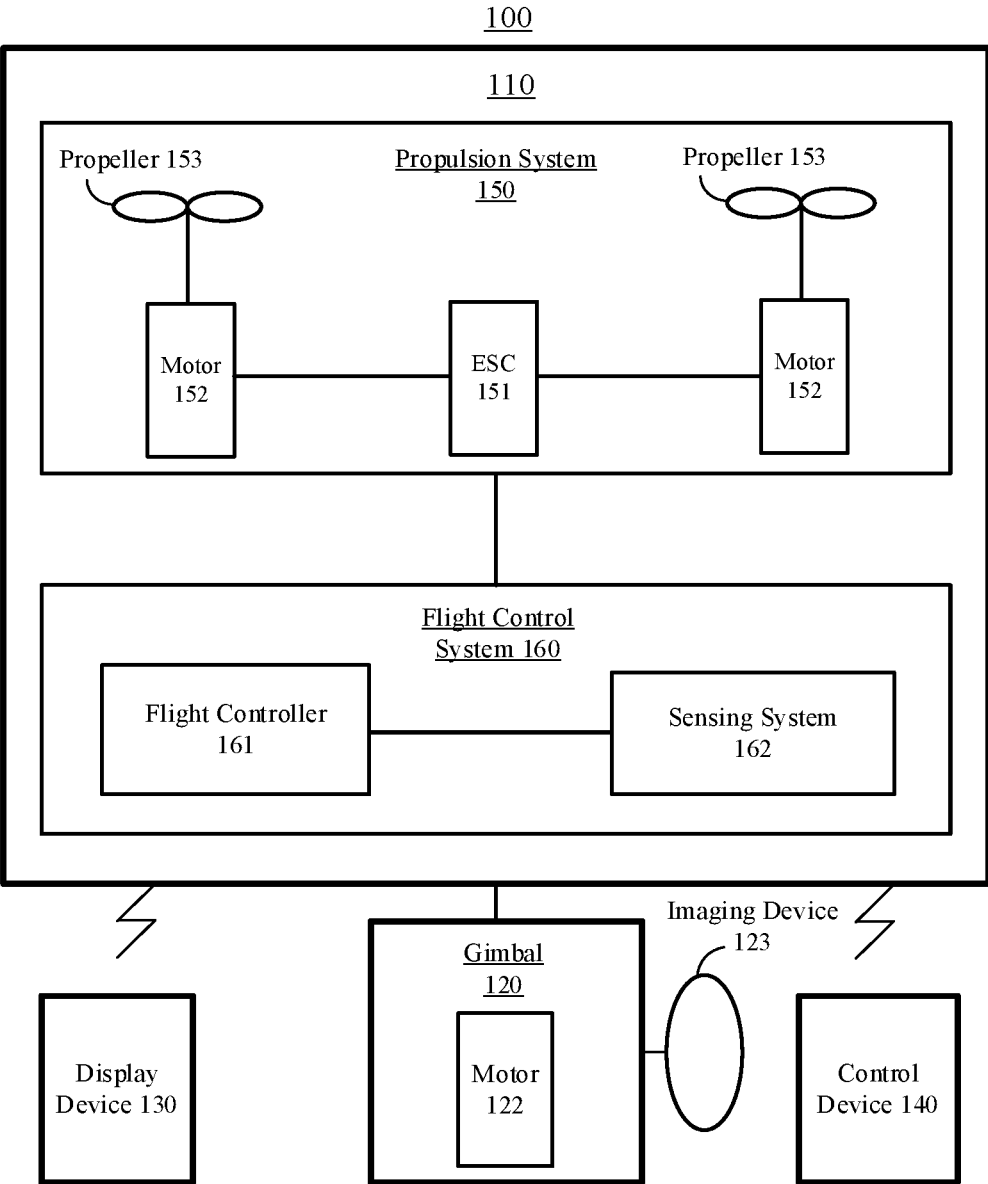 100
110
Propeller 153
Propulsion System
150
Propeller 153
Motor
152
ESC
151
Motor
152
Flight Control
System 160
Flight Controller
161
Sensing System
162
Imaging Device
123
Gimbal
120
Motor
122
Display
Device 130
Control
Device 140